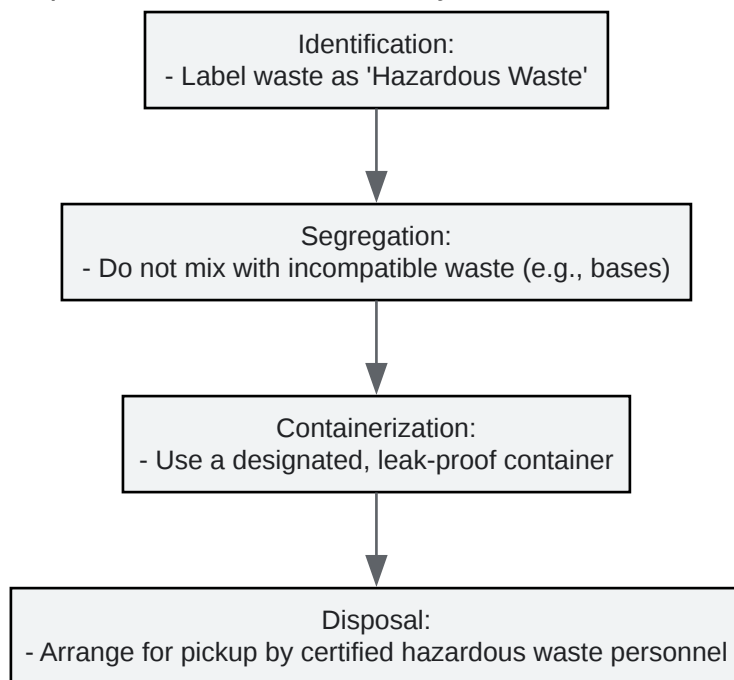 Identification:
- Label waste as 'Hazardous Waste'
Segregation:
- Do not mix with incompatible waste (e.g., bases)
Containerization:
- Use a designated, leak-proof container
Disposal:
- Arrange for pickup by certified hazardous waste personnel